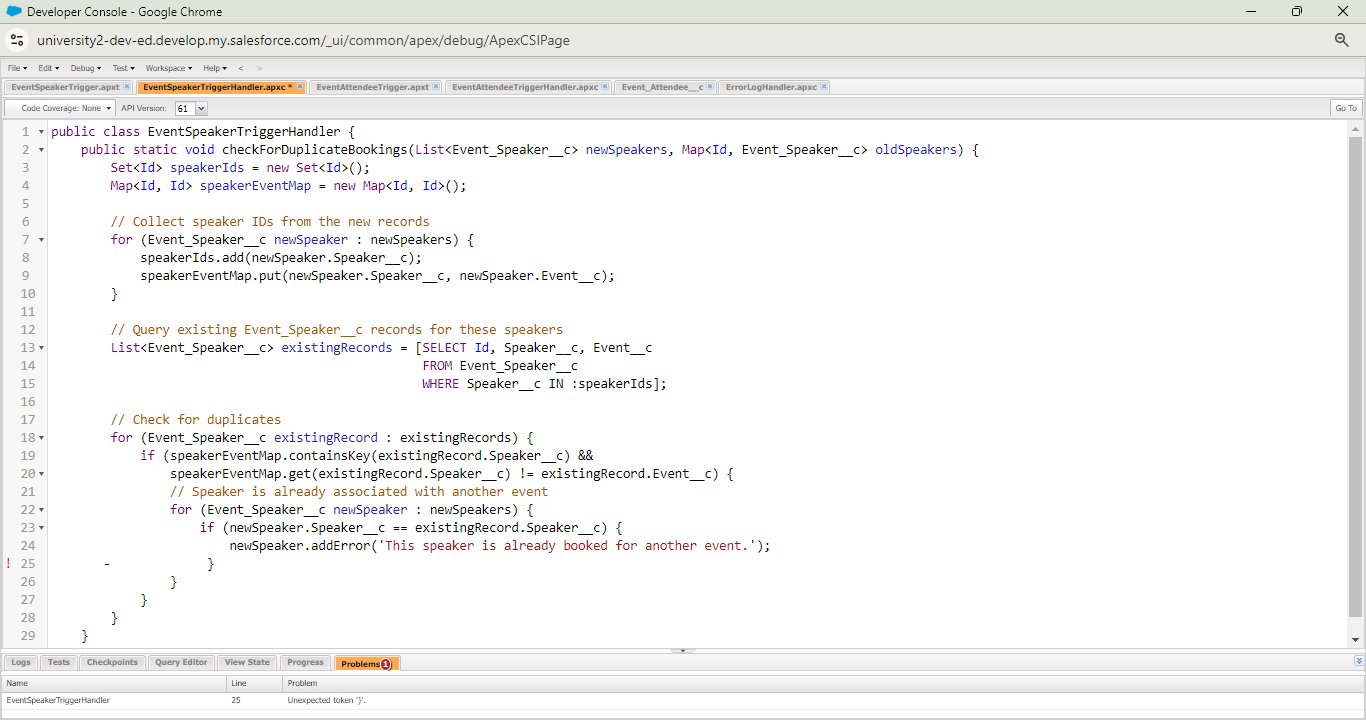 Developer Console - Google Chrome
university2-dev-ed.develop.my.salesforce.com/_ui/common/apex/debug/ApexCSIPage
File Edit Debug Test Workspace Help < >
EventSpeakerTrigger.apxt EventSpeakerTriggerHandler.apxc * EventAttendeeTrigger.apxt EventAttendeeTriggerHandler.apxc Event_Attendee__c ErrorLogHandler.apxc
Code Coverage: None API Version: 61 Go To
1 public class EventSpeakerTriggerHandler {
2 public static void checkForDuplicateBookings(List<Event_Speaker__c> newSpeakers, Map<Id, Event_Speaker__c> oldSpeakers) {
3 Set<Id> speakerIds = new Set<Id>();
4 Map<Id, Id> speakerEventMap = new Map<Id, Id>();
5
6 // Collect speaker IDs from the new records
7 for (Event_Speaker__c newSpeaker : newSpeakers) {
8 speakerIds.add(newSpeaker.Speaker__c);
9 speakerEventMap.put(newSpeaker.Speaker__c, newSpeaker.Event__c);
10 }
11
12 // Query existing Event_Speaker__c records for these speakers
13 List<Event_Speaker__c> existingRecords = [SELECT Id, Speaker__c, Event__c
14 FROM Event_Speaker__c
15 WHERE Speaker__c IN :speakerIds];
16
17 // Check for duplicates
18 for (Event_Speaker__c existingRecord : existingRecords) {
19 if (speakerEventMap.containsKey(existingRecord.Speaker__c) &&
20 speakerEventMap.get(existingRecord.Speaker__c) != existingRecord.Event__c) {
21 // Speaker is already associated with another event
22 for (Event_Speaker__c newSpeaker : newSpeakers) {
23 if (newSpeaker.Speaker__c == existingRecord.Speaker__c) {
24 newSpeaker.addError('This speaker is already booked for another event.');
! 25 - }
26 }
27 }
28 }
29 }
Logs Tests Checkpoints Query Editor View State Progress Problems 1
Name Line Problem
EventSpeakerTriggerHandler 25 Unexpected token '}'.